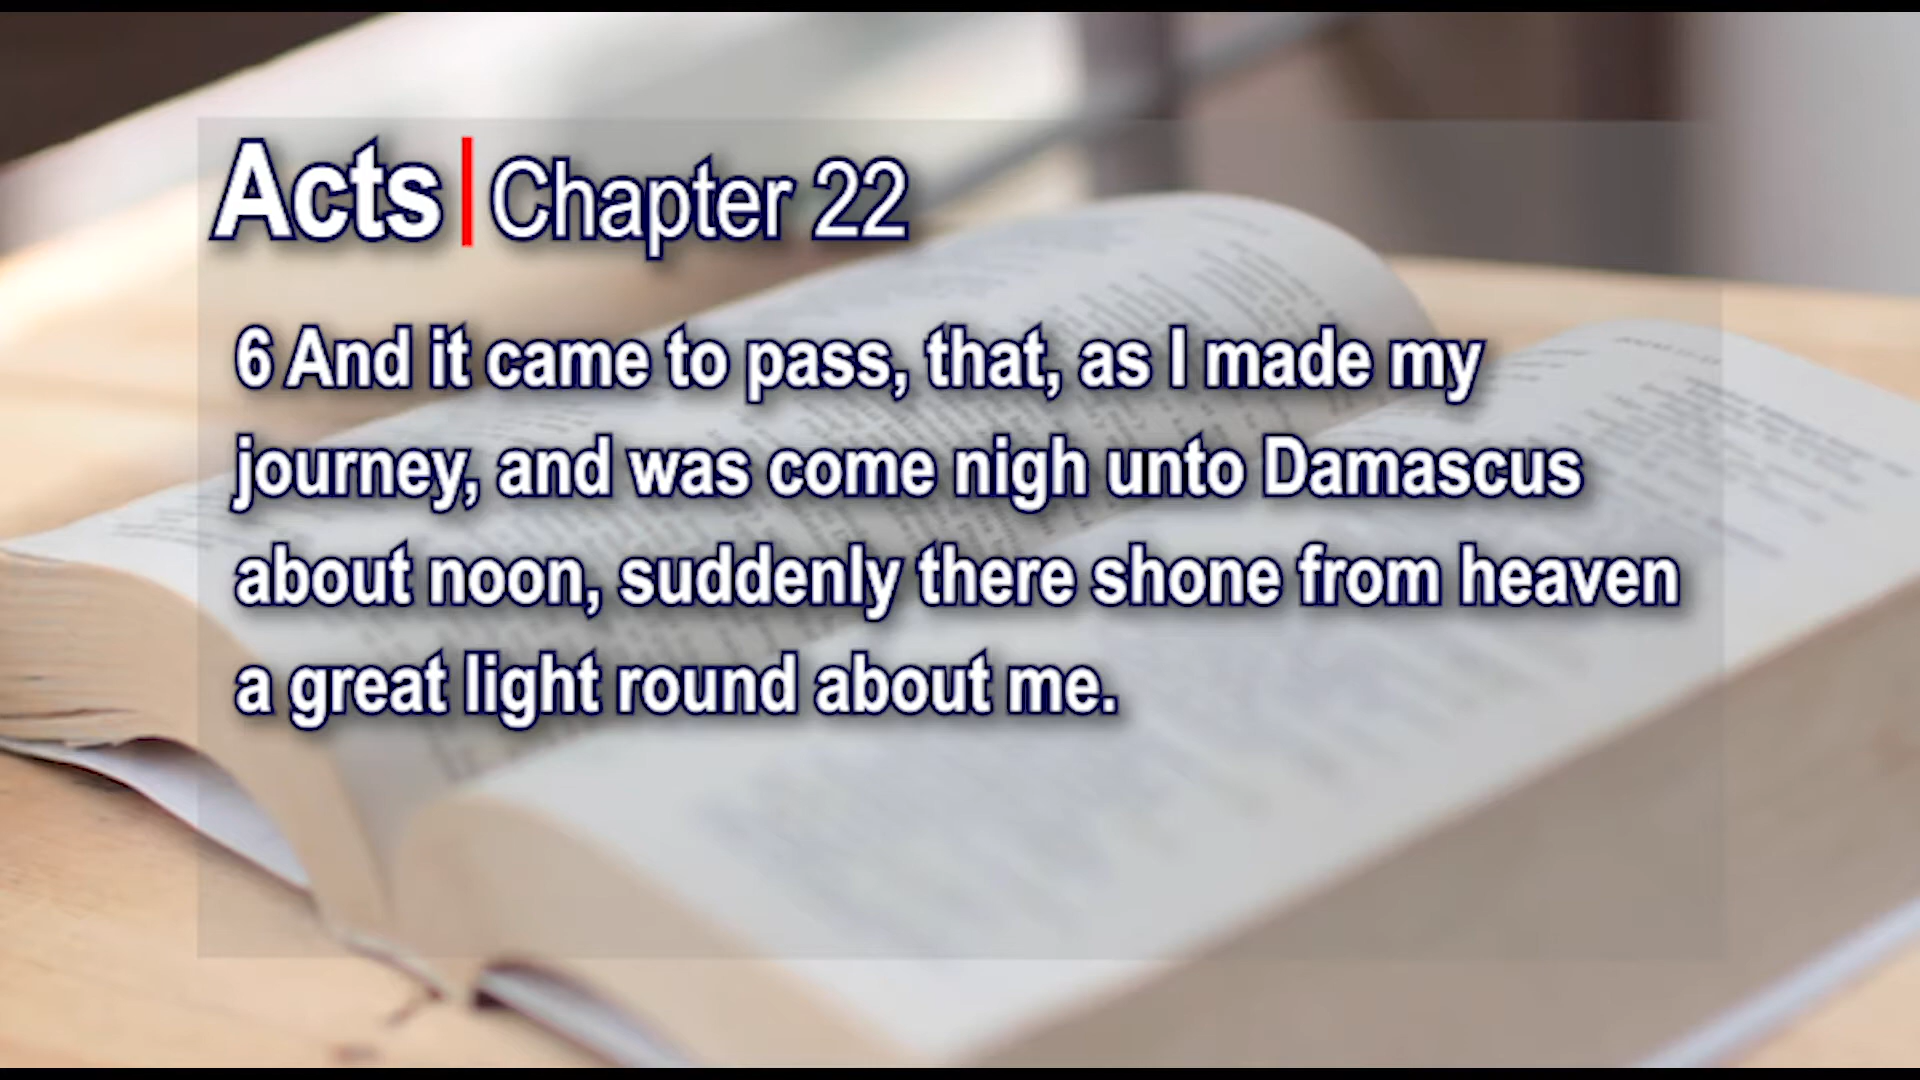 Acts | Chapter 22
6 And it came to pass, that, as I made my
journey, and was come nigh unto Damascus
about noon, suddenly there shone from heaven
a great light round about me.